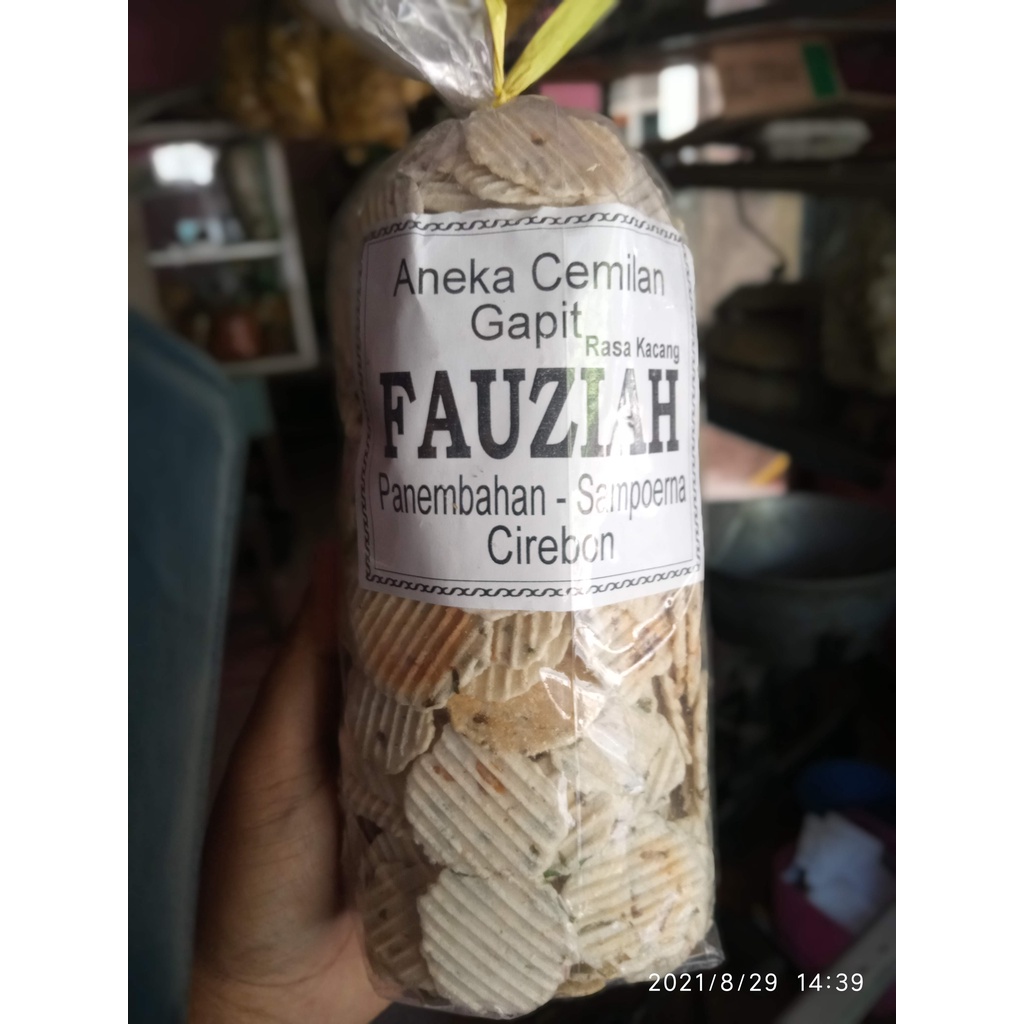 Aneka Cemilan
Gapit
Rasa Kacang
FAUZIAH
Panembahan - Sampoerna
Cirebon
2021/8/29 14:39